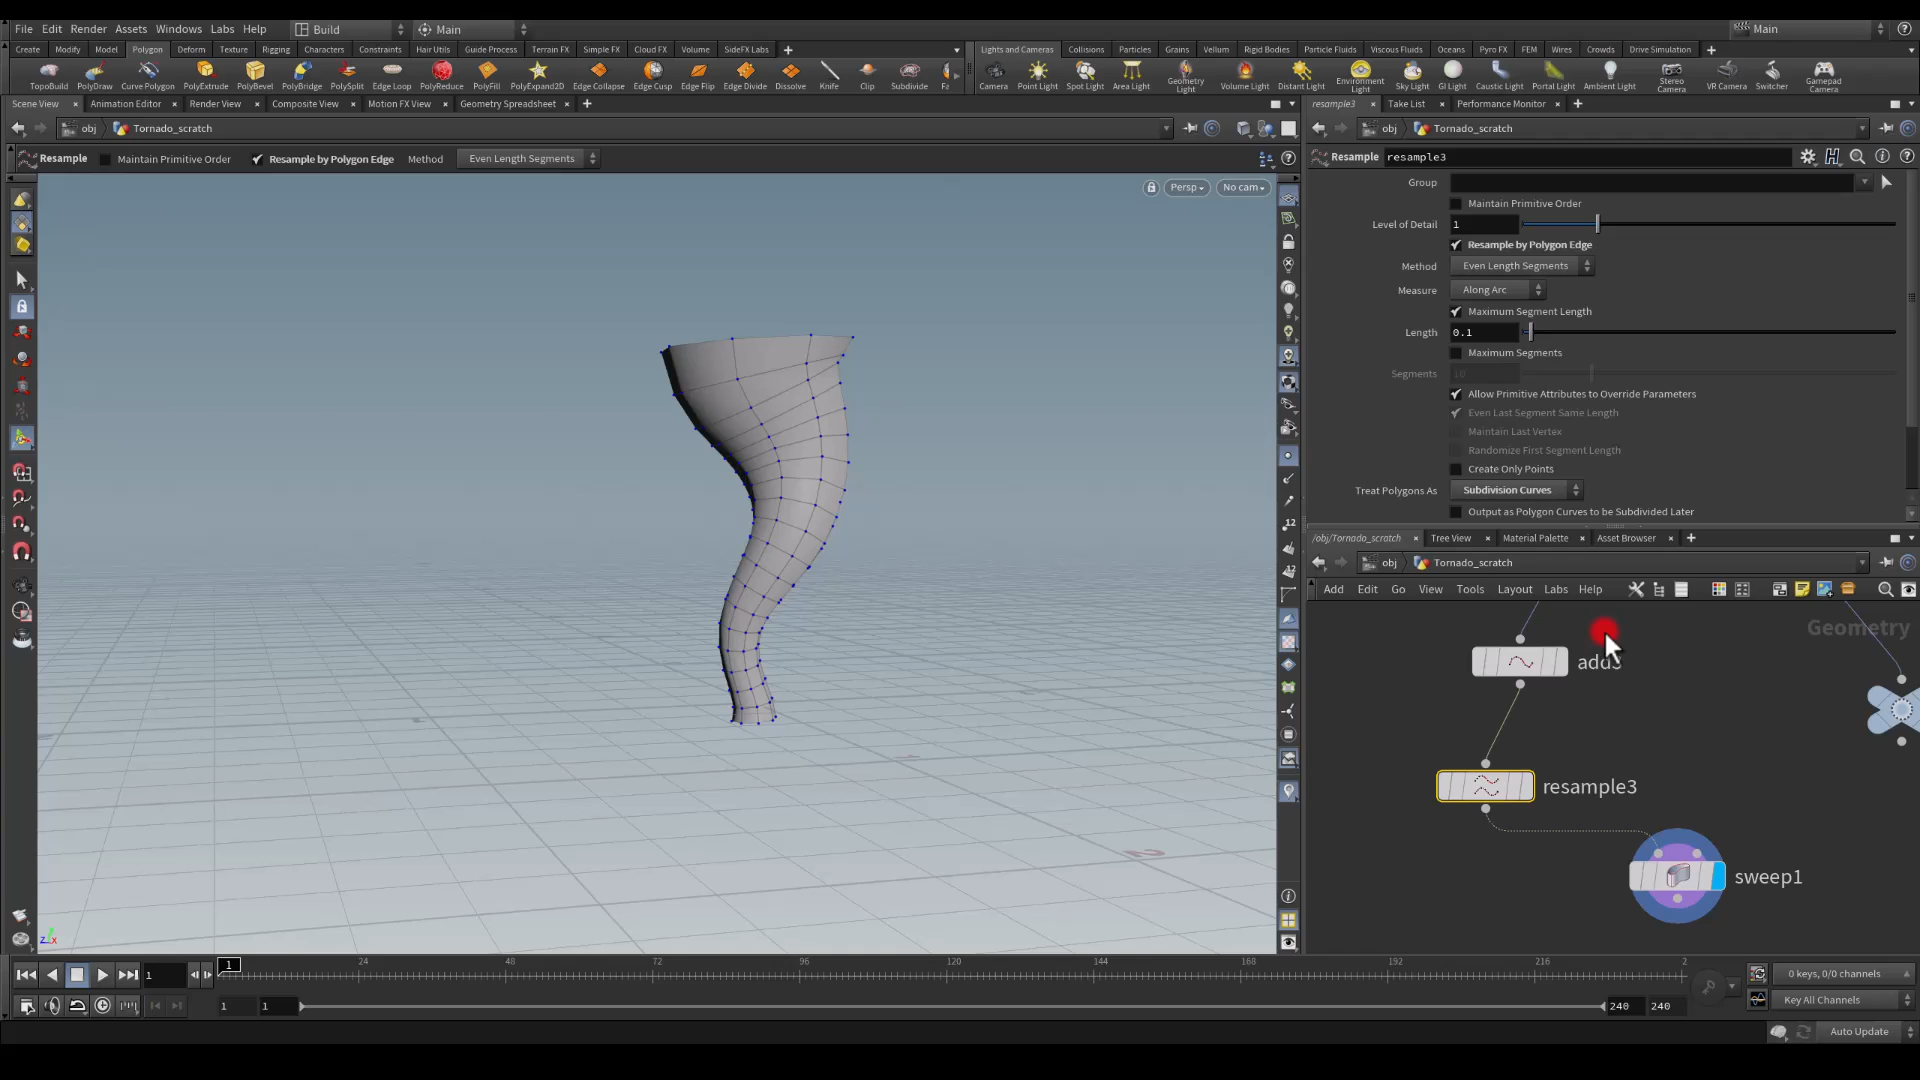 File Edit Render Assets Windows Labs Help Build Main Main
Create Modify Model Polygon Deform Texture Rigging Characters Constraints Hair Utils Guide Process Terrain FX Simple FX Cloud FX Volume SideFX Labs
Lights and Cameras Collisions Particles Grains Vellum Rigid Bodies Particle Fluids Viscous Fluids Oceans Pyro FX FEM Wires Crowds Drive Simulation
TopoBuild PolyDraw Curve Polygon PolyExtrude PolyBevel PolyBridge PolySplit Edge Loop PolyReduce PolyFill PolyExpand2D Edge Collapse Edge Cusp Edge Flip Edge Divide Dissolve Knife Clip Subdivide Fa
Camera Point Light Spot Light Area Light Geometry Light Volume Light Distant Light Environment Light Sky Light GI Light Caustic Light Portal Light Ambient Light Stereo Camera VR Camera Switcher Gamepad Camera
Scene View Animation Editor Render View Composite View Motion FX View Geometry Spreadsheet
resample3 Take List Performance Monitor
obj Tornado_scratch
obj Tornado_scratch
Resample Maintain Primitive Order Resample by Polygon Edge Method Even Length Segments
Resample resample3
Persp No cam
Group
Maintain Primitive Order
Level of Detail 1
Resample by Polygon Edge
Method Even Length Segments
Measure Along Arc
Maximum Segment Length
Length 0.1
Maximum Segments
Segments 10
Allow Primitive Attributes to Override Parameters
Even Last Segment Same Length
Maintain Last Vertex
Randomize First Segment Length
Create Only Points
Treat Polygons As Subdivision Curves
Output as Polygon Curves to be Subdivided Later
/obj/Tornado_scratch Tree View Material Palette Asset Browser
obj Tornado_scratch
Add Edit Go View Tools Layout Labs Help
Geometry
add3
resample3
sweep1
12
12
2
z x
1 1 24 48 72 96 120 144 168 192 216 2
0 keys, 0/0 channels
1 1 240 240 Key All Channels
Auto Update